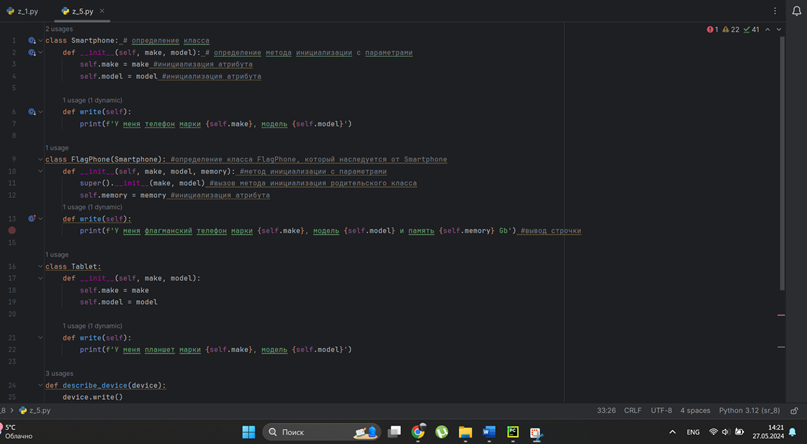 z_1.py
z_5.py
2 usages
1 22 41
1 class Smartphone: # определение класса
2 def __init__(self, make, model): # определение метода инициализации с параметрами
3 self.make = make #инициализация атрибута
4 self.model = model #инициализация атрибута
5
1 usage (1 dynamic)
6 def write(self):
7 print(f'У меня телефон марки {self.make}, модель {self.model}')
8
1 usage
9 class FlagPhone(Smartphone): #определение класса FlagPhone, который наследуется от Smartphone
10 def __init__(self, make, model, memory): #метод инициализации с параметрами
11 super().__init__(make, model) #вызов метода инициализации родительского класса
12 self.memory = memory #инициализация атрибута
1 usage (1 dynamic)
13 def write(self):
print(f'У меня флагманский телефон марки {self.make}, модель {self.model} и память {self.memory} Gb') #вывод строчки
15
1 usage
16 class Tablet:
17 def __init__(self, make, model):
18 self.make = make
19 self.model = model
20
1 usage (1 dynamic)
21 def write(self):
22 print(f'У меня планшет марки {self.make}, модель {self.model}')
23
3 usages
24 def describe_device(device):
25 device.write()
_8 > z_5.py
33:26 CRLF UTF-8 4 spaces Python 3.12 (sr_8)
5°C
Облачно
Поиск
ENG
14:21
27.05.2024